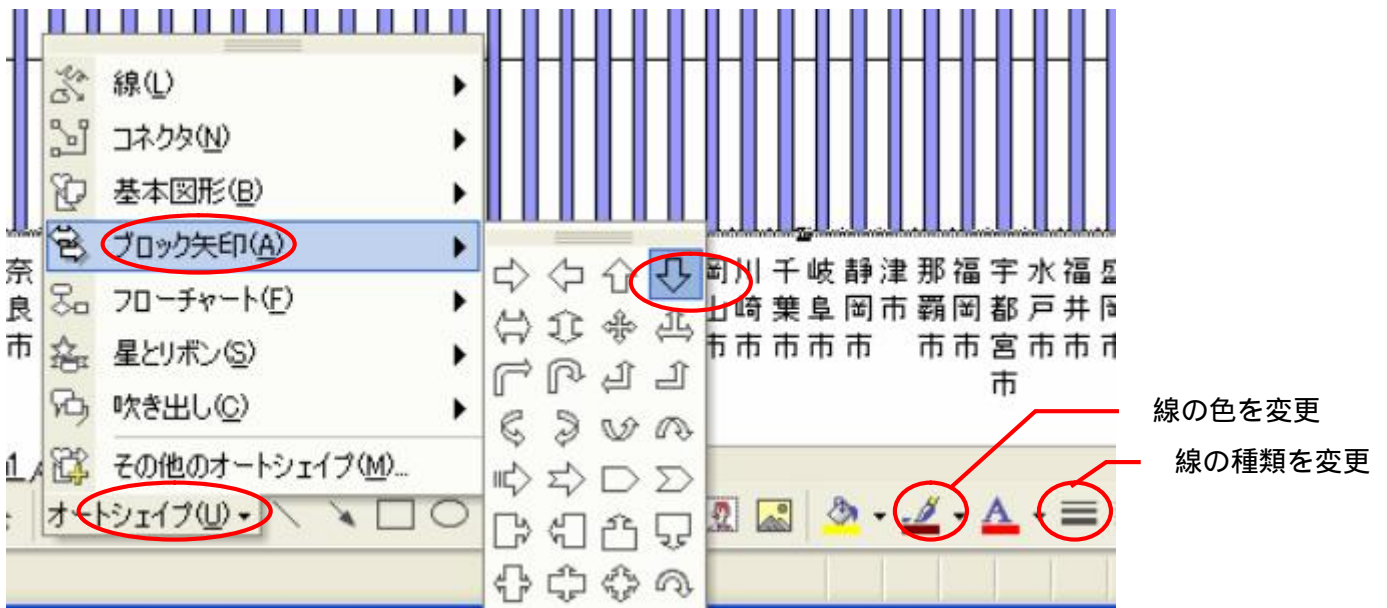 線(L)
コネクタ(N)
基本図形(B)
ブロック矢印(A)
フローチャート(F)
星とリボン(S)
吹き出し(C)
その他のオートシェイプ(M)...
オートシェイプ(U)
奈良市
岡山市
川崎市
千葉市
岐阜市
静岡市
津市
那覇市
福岡市
宇都宮市
水戸市
福井市
線の色を変更
線の種類を変更